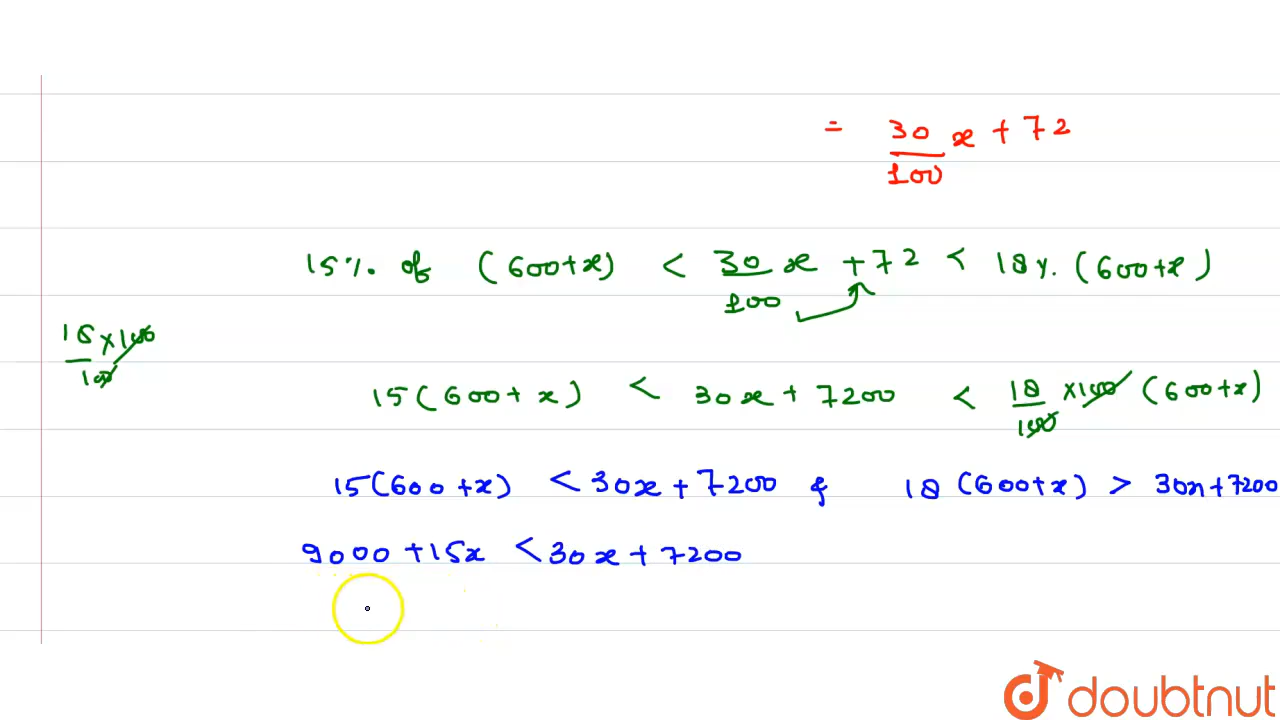 = 30/100 x + 72
15% of (600+x) < 30/100 x + 72 < 18%. (600+x)
18/100 × 100
15(600+x) < 30x + 7200 < 18/100 × 100 (600+x)
15(600+x) < 30x + 7200 & 18(600+x) > 30x+7200
9000 + 15x < 30x + 7200
doubtnut